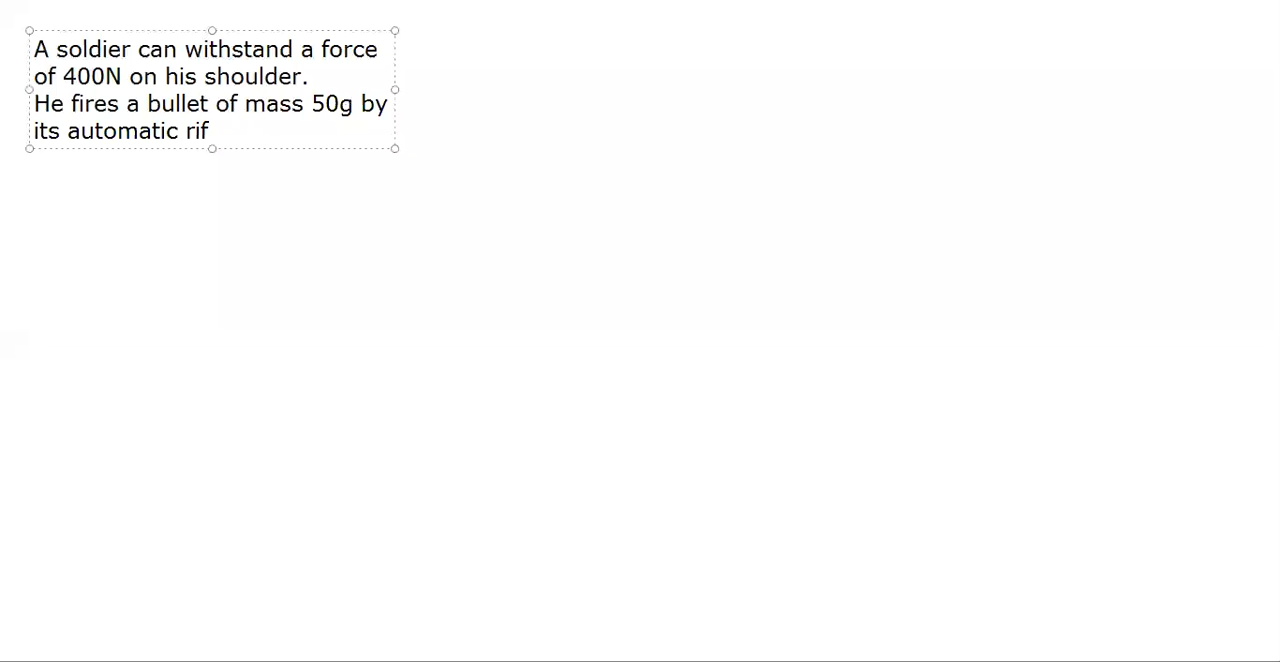 A soldier can withstand a force
of 400N on his shoulder.
He fires a bullet of mass 50g by
its automatic rif